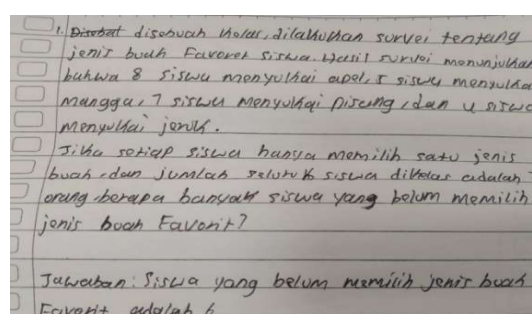 1. disebuah kelas, dilakukan survei tentang
jenis buah Favoret siswa. Hasil survei menunjukan
bahwa 8 siswa menyukai apel, 5 siswa menyukai
mangga, 7 siswa menyukai Pisang, dan 4 siswa
menyukai jeruk.
Jika setiap siswa hanya memilih satu jenis
buah, dan jumlah seluruh siswa dikelas adalah
orang, berapa banyak siswa yang belum memilih
jenis buah Favorit?
Jawaban: Siswa yang belum memilih jenis buah
Favorit adalah 6